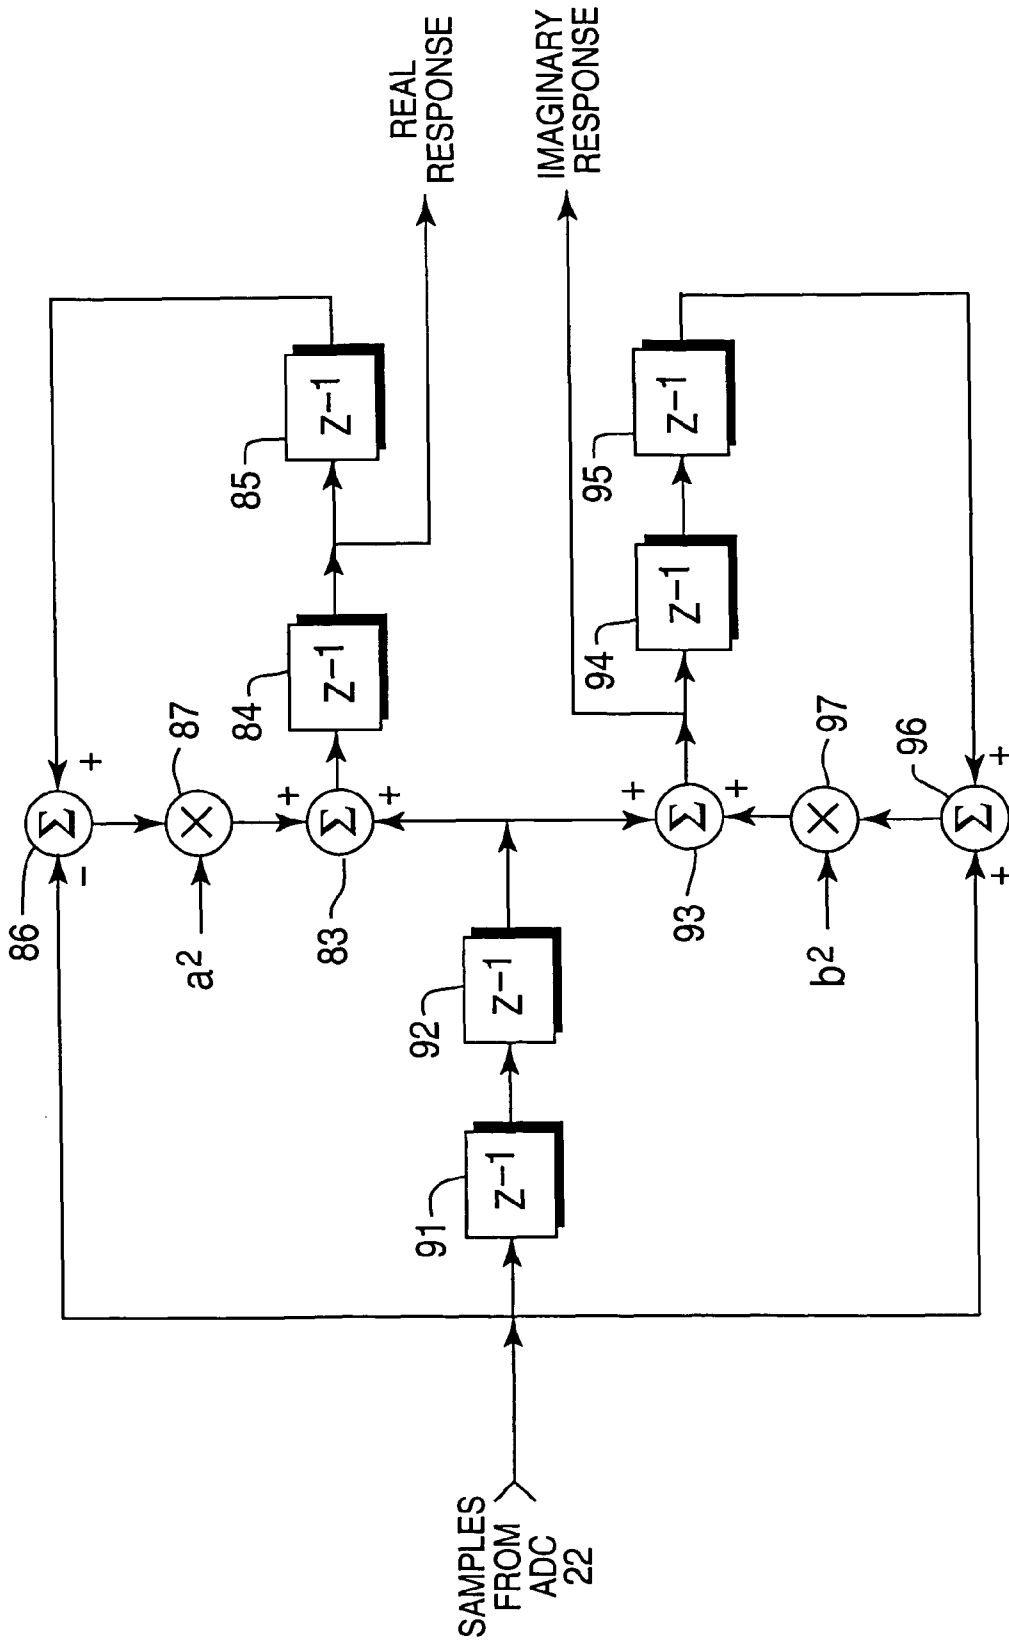 SAMPLES
FROM
ADC
22
86
+
-
a²
87
×
Σ
83
+
+
Σ
84
Z⁻¹
85
Z⁻¹
REAL
RESPONSE
91
Z⁻¹
92
Z⁻¹
93
+
+
Σ
94
Z⁻¹
95
Z⁻¹
IMAGINARY
RESPONSE
b²
97
×
96
+
+
Σ